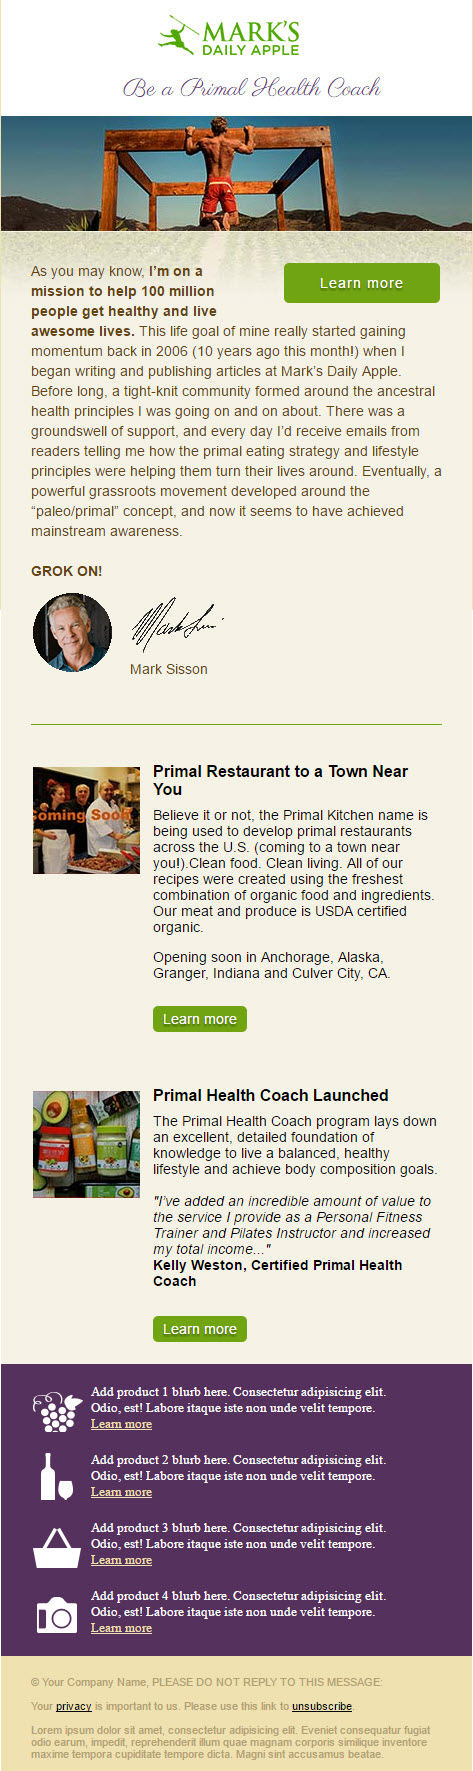 MARK'S
DAILY APPLE
Be a Primal Health Coach
Learn more
As you may know, I'm on a
mission to help 100 million
people get healthy and live
awesome lives. This life goal of mine really started gaining
momentum back in 2006 (10 years ago this month!) when I
began writing and publishing articles at Mark's Daily Apple.
Before long, a tight-knit community formed around the ancestral
health principles I was going on and on about. There was a
groundswell of support, and every day I'd receive emails from
readers telling me how the primal eating strategy and lifestyle
principles were helping them turn their lives around. Eventually, a
powerful grassroots movement developed around the
“paleo/primal” concept, and now it seems to have achieved
mainstream awareness.
GROK ON!
Mark Sisson
Coming Soon
Primal Restaurant to a Town Near
You
Believe it or not, the Primal Kitchen name is
being used to develop primal restaurants
across the U.S. (coming to a town near
you!).Clean food. Clean living. All of our
recipes were created using the freshest
combination of organic food and ingredients.
Our meat and produce is USDA certified
organic.
Opening soon in Anchorage, Alaska,
Granger, Indiana and Culver City, CA.
Learn more
Primal Health Coach Launched
The Primal Health Coach program lays down
an excellent, detailed foundation of
knowledge to live a balanced, healthy
lifestyle and achieve body composition goals.
"I've added an incredible amount of value to
the service I provide as a Personal Fitness
Trainer and Pilates Instructor and increased
my total income..."
Kelly Weston, Certified Primal Health
Coach
Learn more
Add product 1 blurb here. Consectetur adipisicing elit.
Odio, est! Labore itaque iste non unde velit tempore.
Learn more
Add product 2 blurb here. Consectetur adipisicing elit.
Odio, est! Labore itaque iste non unde velit tempore.
Learn more
Add product 3 blurb here. Consectetur adipisicing elit.
Odio, est! Labore itaque iste non unde velit tempore.
Learn more
Add product 4 blurb here. Consectetur adipisicing elit.
Odio, est! Labore itaque iste non unde velit tempore.
Learn more
© Your Company Name, PLEASE DO NOT REPLY TO THIS MESSAGE:
Your privacy is important to us. Please use this link to unsubscribe.
Lorem ipsum dolor sit amet, consectetur adipisicing elit. Eveniet consequatur fugiat
odio earum, impedit, reprehenderit illum quae magnam corporis similique inventore
maxime tempora cupiditate tempore dicta. Magni sint accusamus beatae.